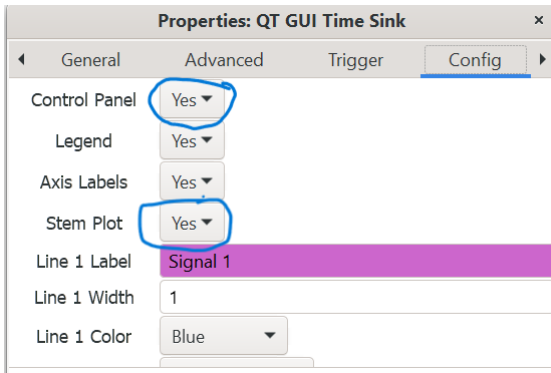 Properties: QT GUI Time Sink ×
General Advanced Trigger Config
Control Panel Yes
Legend Yes
Axis Labels Yes
Stem Plot Yes
Line 1 Label Signal 1
Line 1 Width 1
Line 1 Color Blue